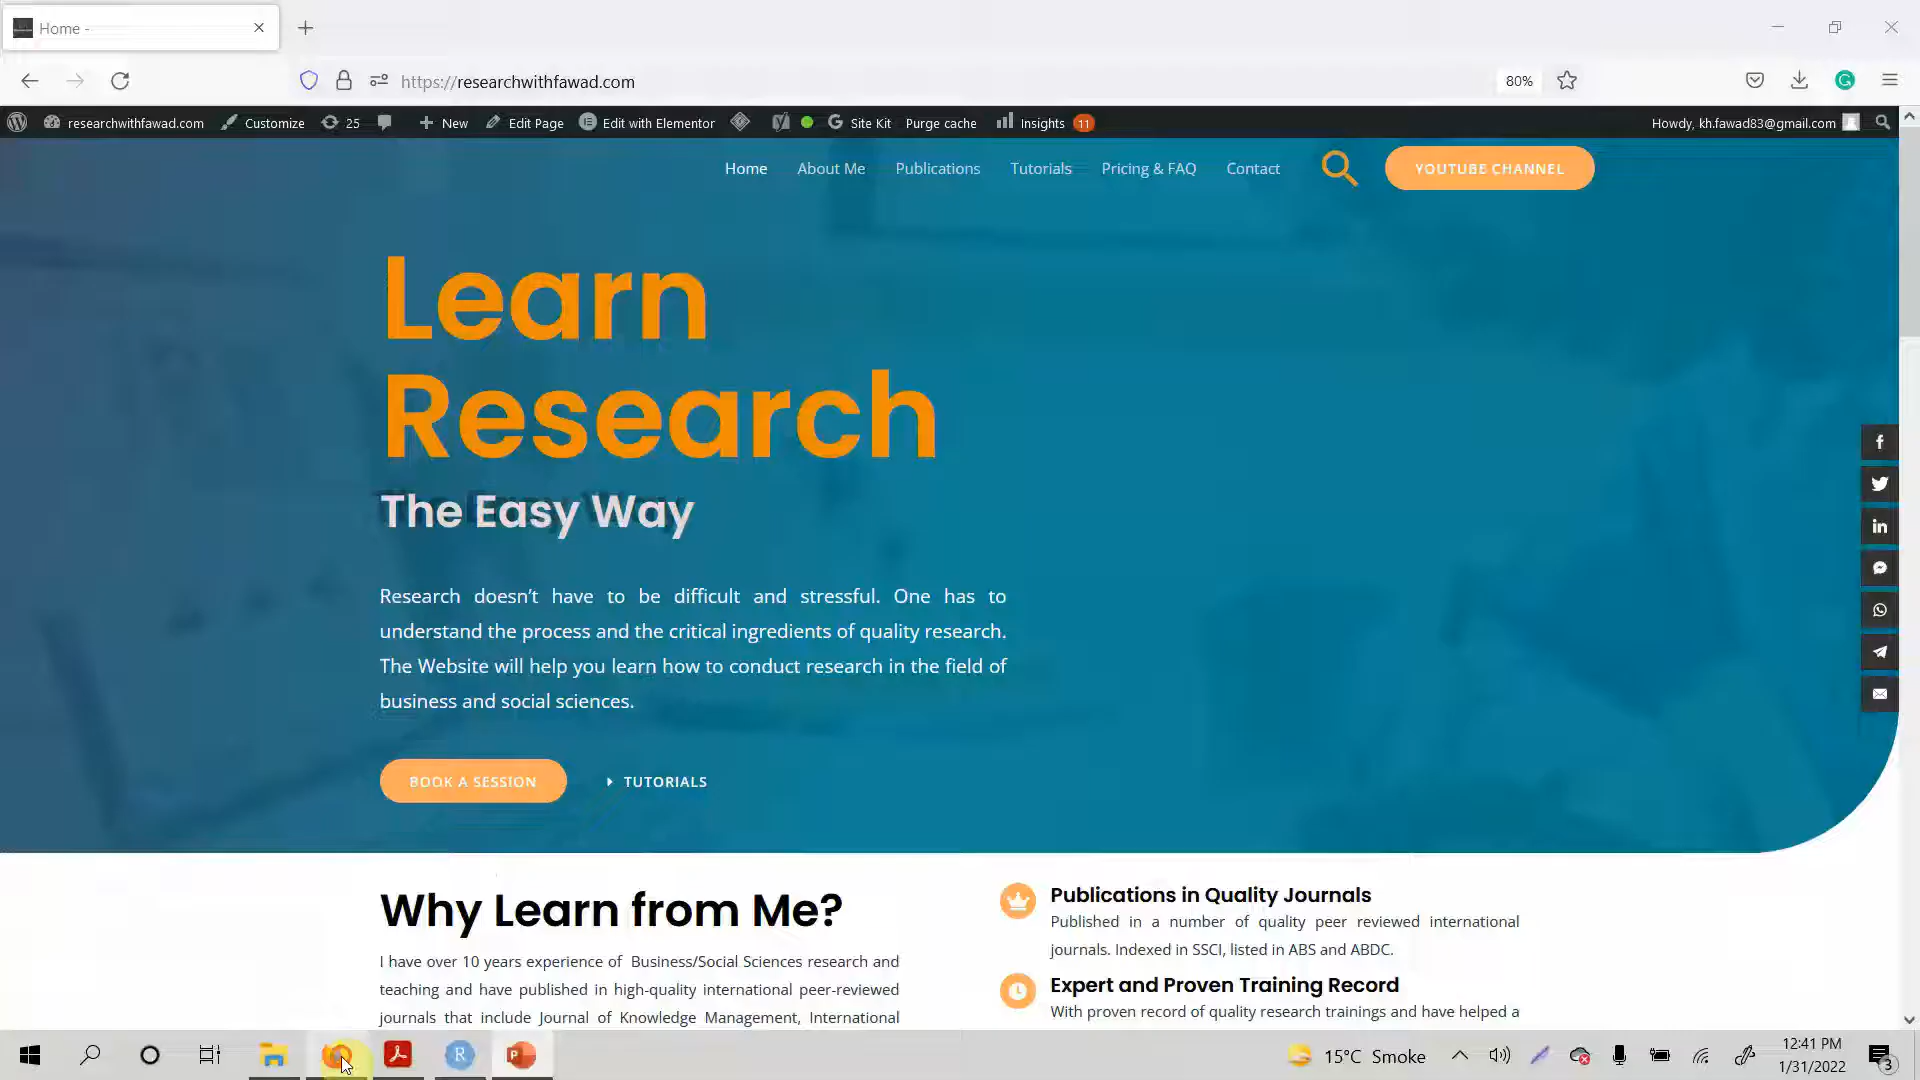 Home -
https://researchwithfawad.com
80%
researchwithfawad.com Customize 25 New Edit Page Edit with Elementor Site Kit Purge cache Insights 11 Howdy, kh.fawad83@gmail.com
Home About Me Publications Tutorials Pricing & FAQ Contact YOUTUBE CHANNEL
Learn
Research
The Easy Way
Research doesn't have to be difficult and stressful. One has to
understand the process and the critical ingredients of quality research.
The Website will help you learn how to conduct research in the field of
business and social sciences.
BOOK A SESSION TUTORIALS
Why Learn from Me?
I have over 10 years experience of Business/Social Sciences research and
teaching and have published in high-quality international peer-reviewed
journals that include Journal of Knowledge Management, International
Publications in Quality Journals
Published in a number of quality peer reviewed international
journals. Indexed in SSCI, listed in ABS and ABDC.
Expert and Proven Training Record
With proven record of quality research trainings and have helped a
15°C Smoke
12:41 PM
1/31/2022
3